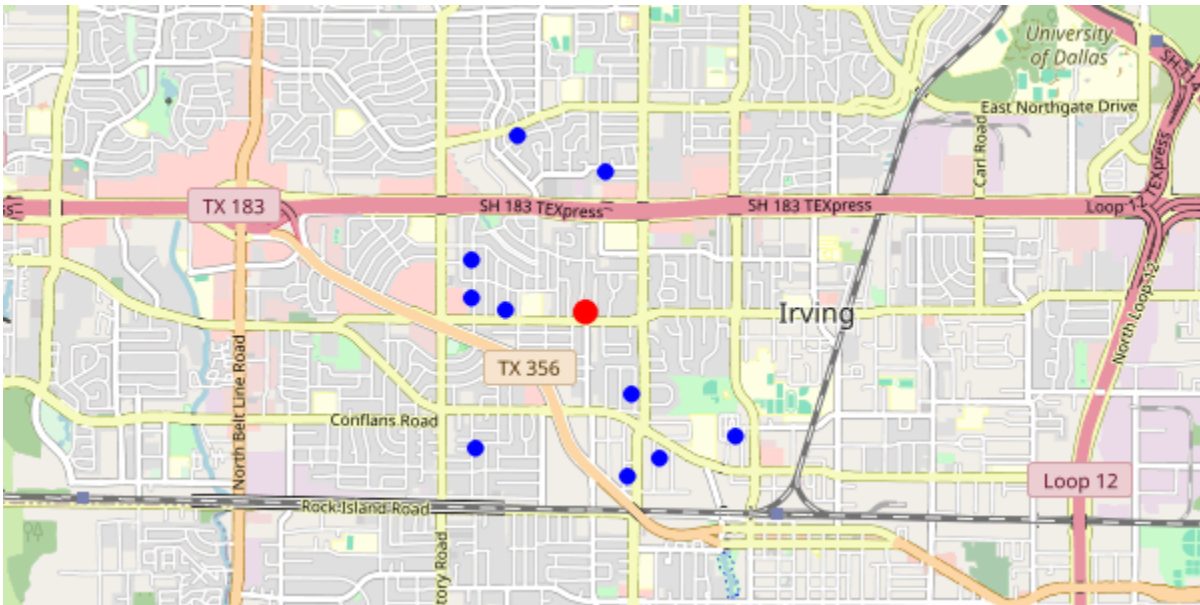 University
of Dallas
SH-T
East Northgate Drive
Carl Road
TEXpress
TX 183
SH 183 TEXpress
SH 183 TEXpress
Loop 12
ss
Irving
North Loop 12
TX 356
North Belt Line Road
Conflans Road
Loop 12
Rock Island Road
tory Road